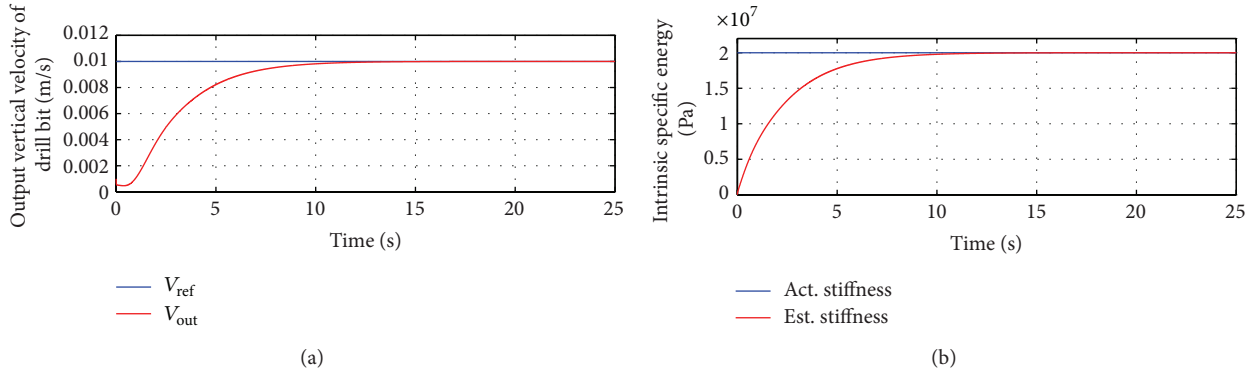 Output vertical velocity of
drill bit (m/s)
0.012
0.01
0.008
0.006
0.004
0.002
0
0 5 10 15 20 25
Time (s)
V_ref
V_out
(a)
×10^7
Intrinsic specific energy
(Pa)
2
1.5
1
0.5
0
0 5 10 15 20 25
Time (s)
Act. stiffness
Est. stiffness
(b)